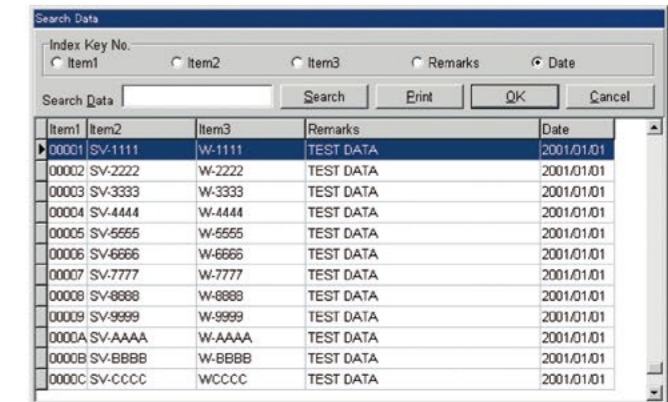 Search Data
Index Key No.
Item1 Item2 Item3 Remarks Date
Search Data Search Print OK Cancel
Item1 Item2 Item3 Remarks Date
00001 SV-1111 W-1111 TEST DATA 2001/01/01
00002 SV-2222 W-2222 TEST DATA 2001/01/01
00003 SV-3333 W-3333 TEST DATA 2001/01/01
00004 SV-4444 W-4444 TEST DATA 2001/01/01
00005 SV-5555 W-5555 TEST DATA 2001/01/01
00006 SV-6666 W-6666 TEST DATA 2001/01/01
00007 SV-7777 W-7777 TEST DATA 2001/01/01
00008 SV-8888 W-8888 TEST DATA 2001/01/01
00009 SV-9999 W-9999 TEST DATA 2001/01/01
0000A SV-AAAA W-AAAA TEST DATA 2001/01/01
0000B SV-BBBB W-BBBB TEST DATA 2001/01/01
0000C SV-CCCC WCCCC TEST DATA 2001/01/01